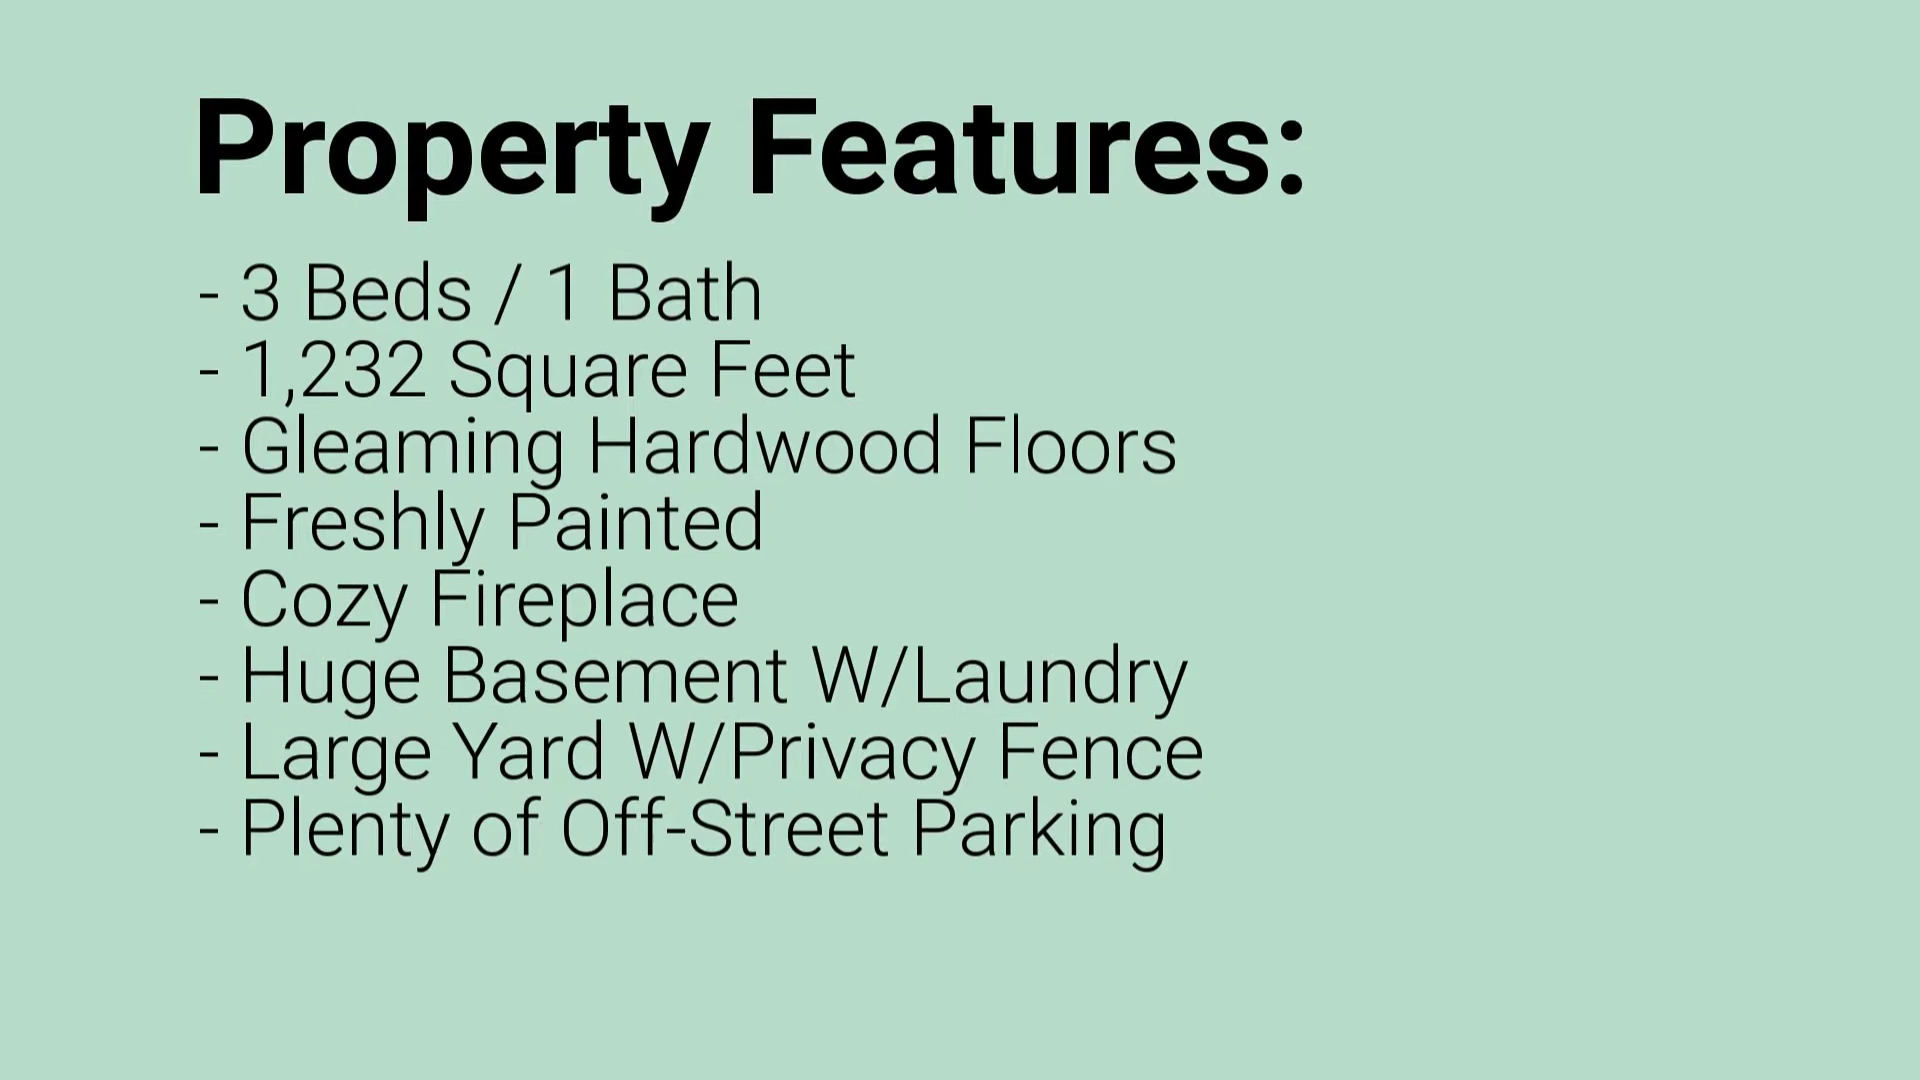 Property Features:
- 3 Beds / 1 Bath
- 1,232 Square Feet
- Gleaming Hardwood Floors
- Freshly Painted
- Cozy Fireplace
- Huge Basement W/Laundry
- Large Yard W/Privacy Fence
- Plenty of Off-Street Parking